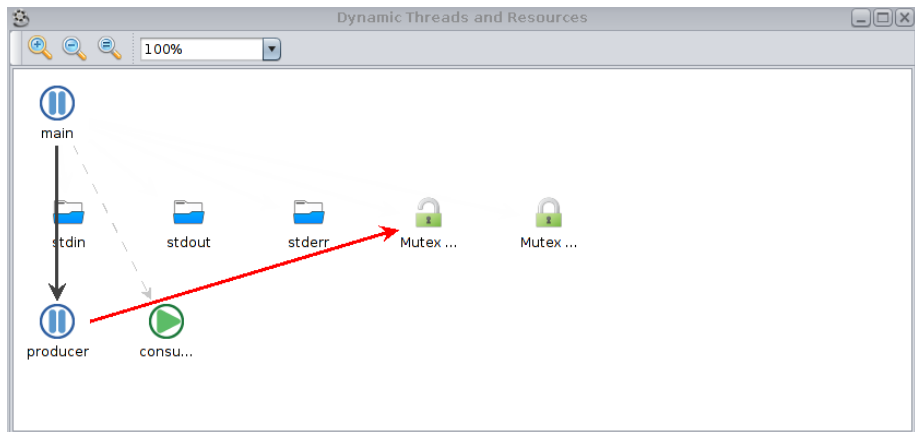 Dynamic Threads and Resources
100%
main
stdin
stdout
stderr
Mutex ...
Mutex ...
producer
consu...